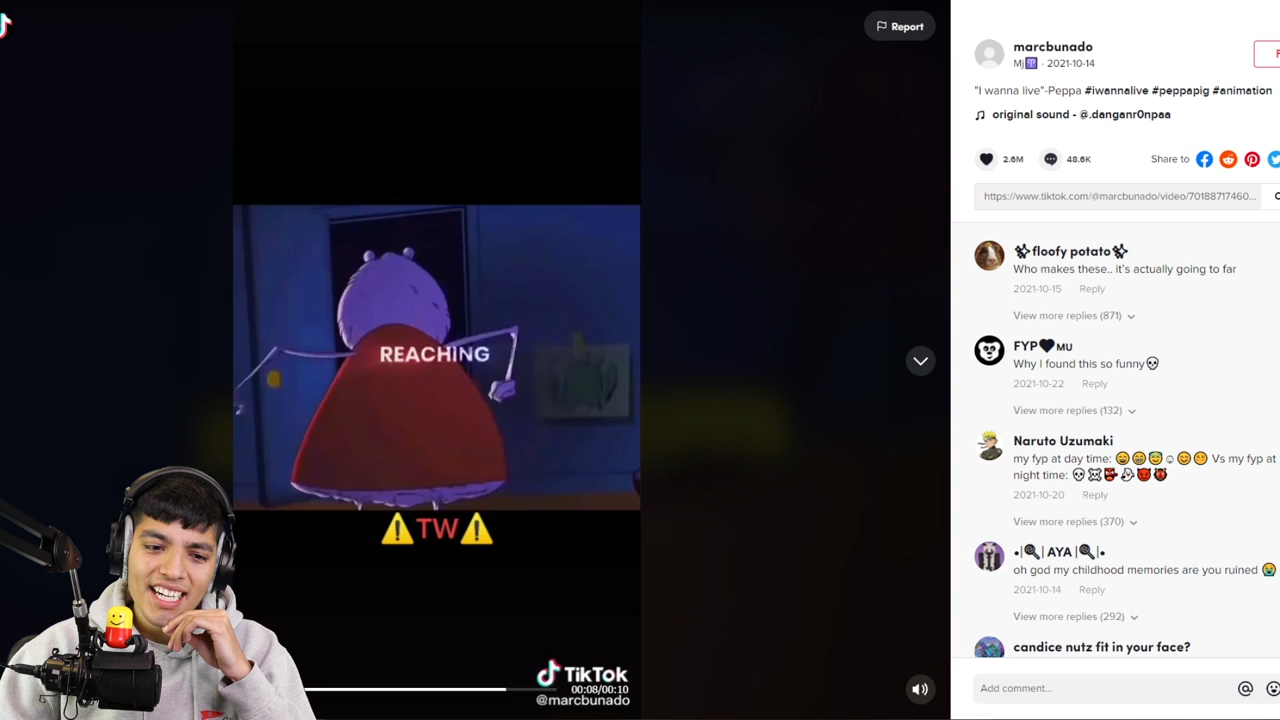 Report
REACHING
⚠️TW⚠️
TikTok
00:08/00:10
@marcbunado
marcbunado
Mj♈ · 2021-10-14
"I wanna live"-Peppa #iwannalive #peppapig #animation
original sound - @.danganr0npaa
2.6M
48.6K
Share to
https://www.tiktok.com/@marcbunado/video/70188717460...
✨floofy potato✨
Who makes these.. it's actually going to far
2021-10-15 Reply
View more replies (871)
FYP🖤MU
Why I found this so funny💀
2021-10-22 Reply
View more replies (132)
Naruto Uzumaki
my fyp at day time: 😄😁😇☺😊😁 Vs my fyp at
night time: 💀☠👺👻👿👹
2021-10-20 Reply
View more replies (370)
•|🔍| AYA |🔍|•
oh god my childhood memories are you ruined 😭
2021-10-14 Reply
View more replies (292)
candice nutz fit in your face?
Add comment...